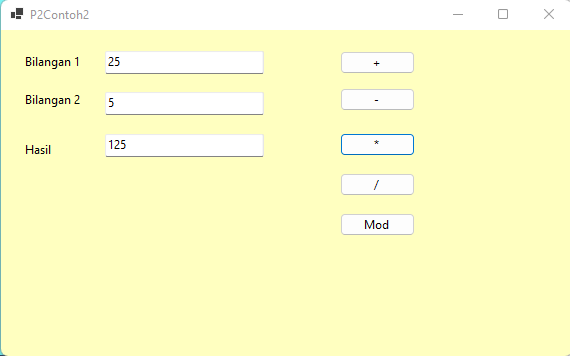 P2Contoh2
Bilangan 1 25 +
Bilangan 2 5 -
Hasil 125 *
/
Mod